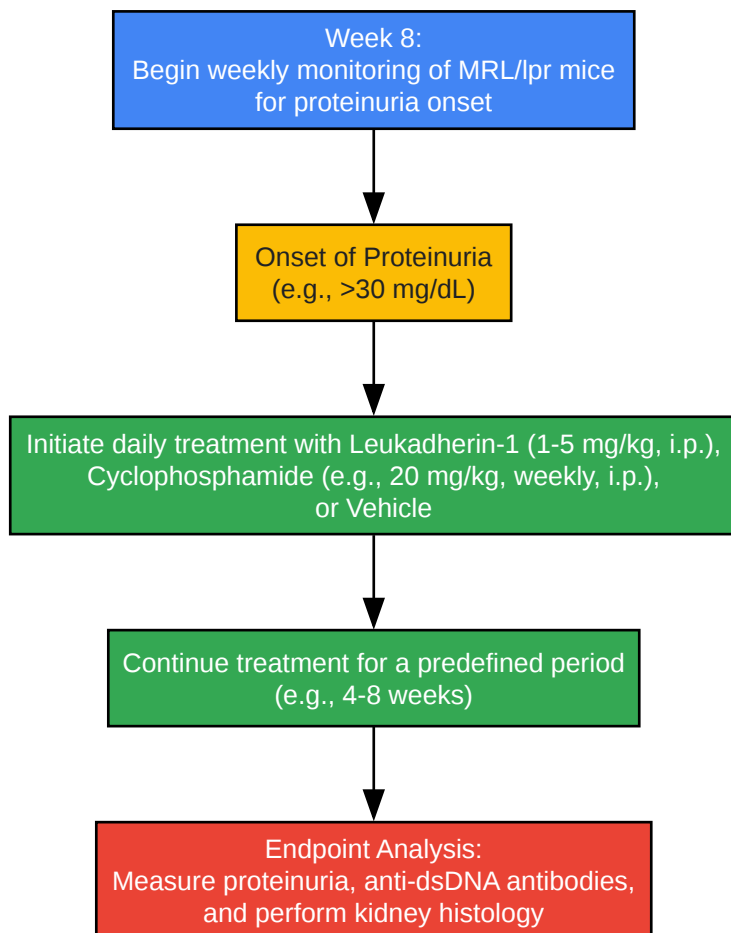 Week 8:
Begin weekly monitoring of MRL/lpr mice
for proteinuria onset
Onset of Proteinuria
(e.g., >30 mg/dL)
Initiate daily treatment with Leukadherin-1 (1-5 mg/kg, i.p.),
Cyclophosphamide (e.g., 20 mg/kg, weekly, i.p.),
or Vehicle
Continue treatment for a predefined period
(e.g., 4-8 weeks)
Endpoint Analysis:
Measure proteinuria, anti-dsDNA antibodies,
and perform kidney histology